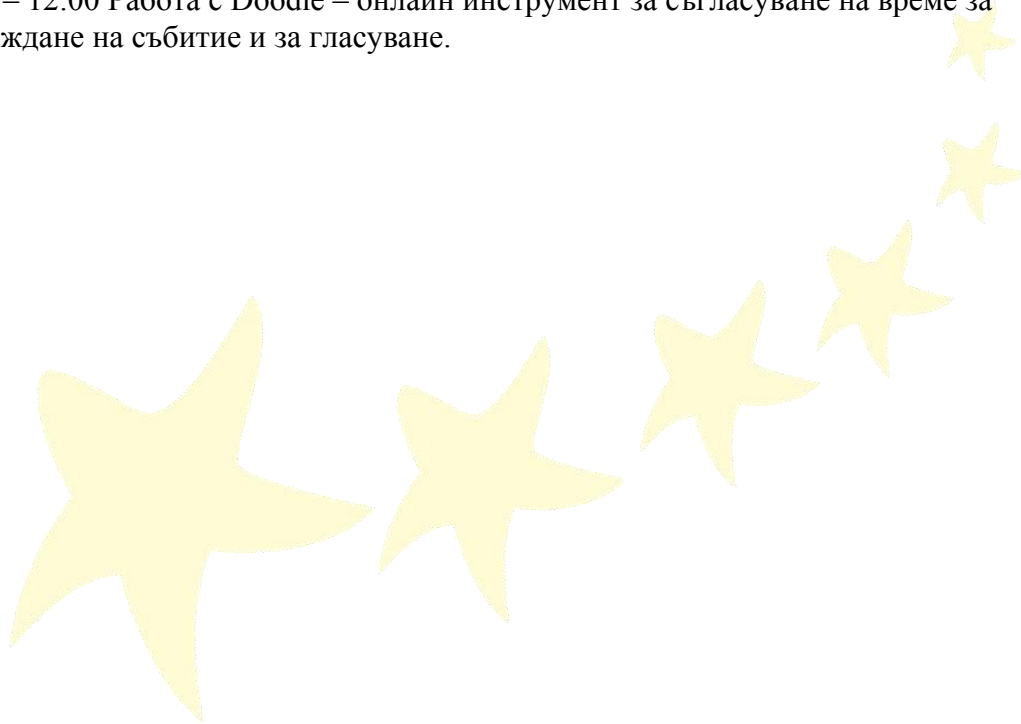 – 12.00 Работа с Doodle – онлайн инструмент за съгласуване на време за
ждане на събитие и за гласуване.